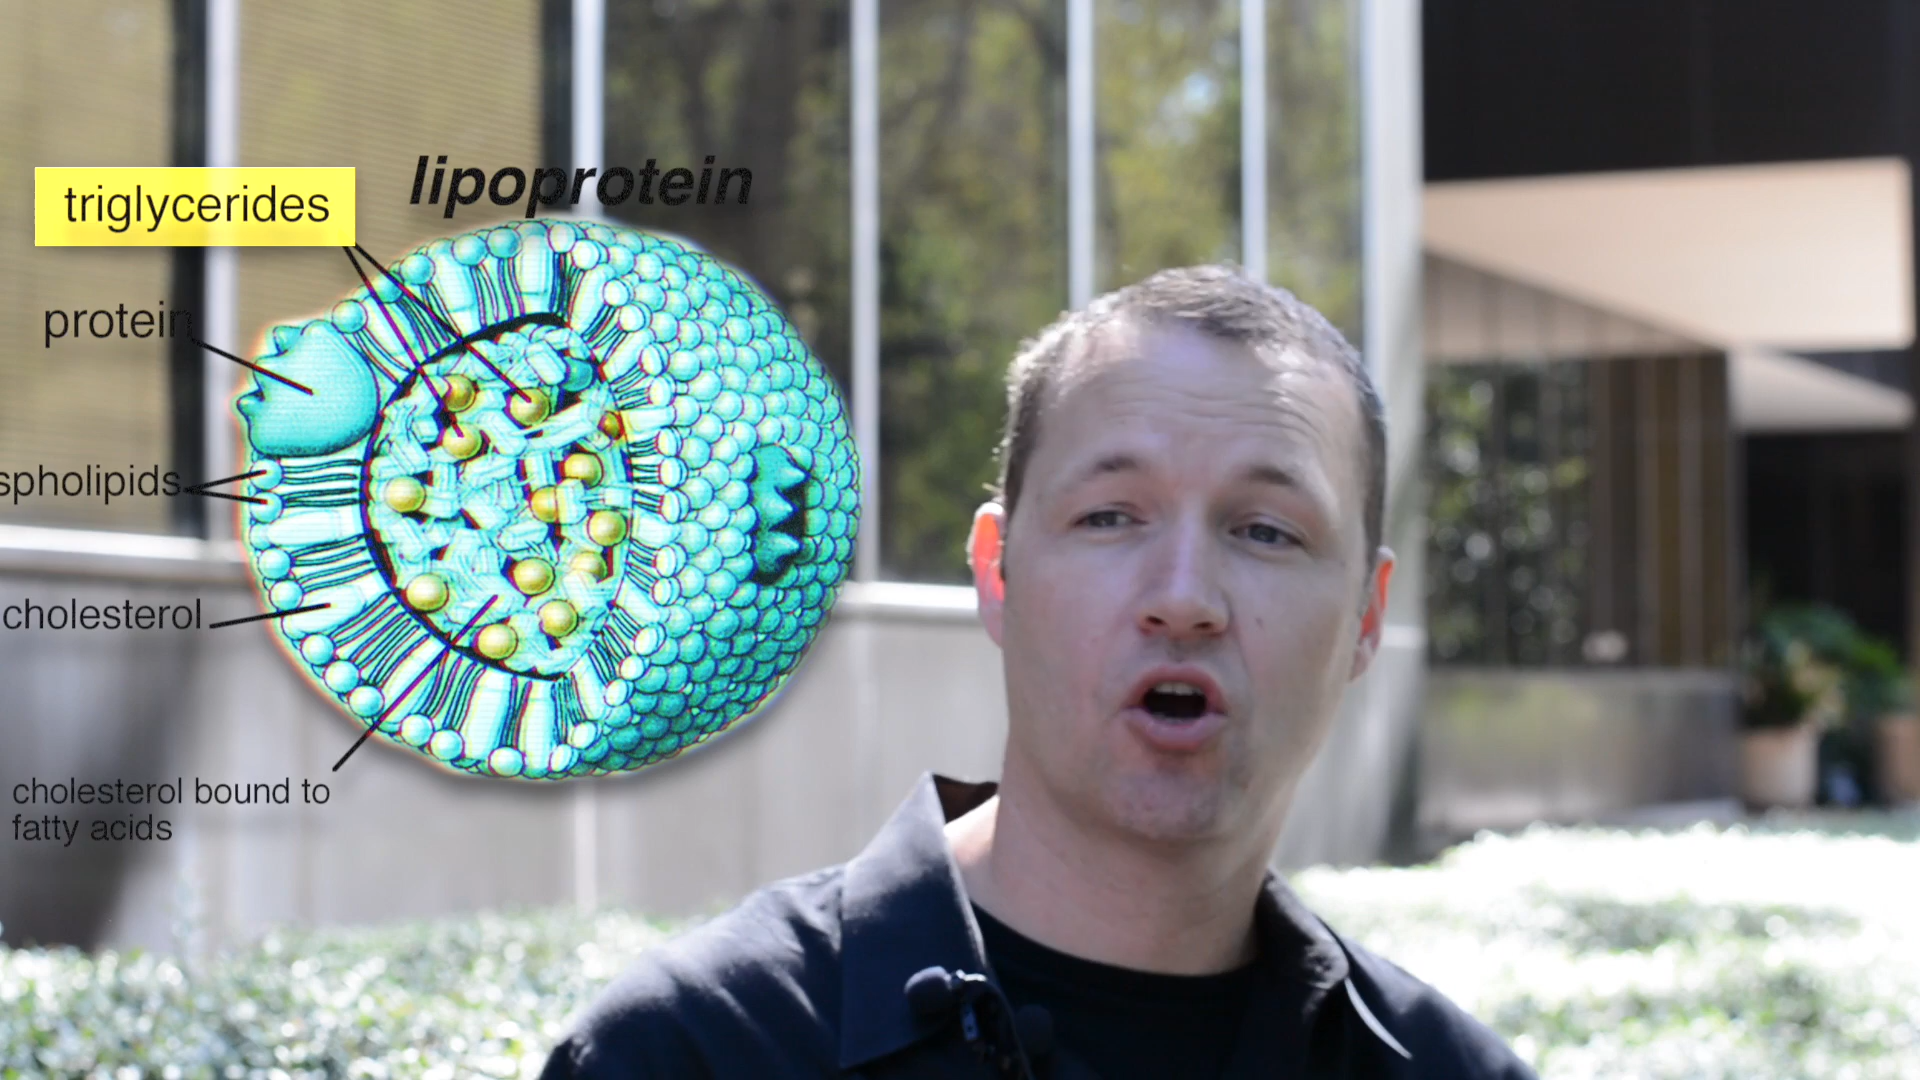 lipoprotein
triglycerides
protein
spholipids
cholesterol
cholesterol bound to
fatty acids